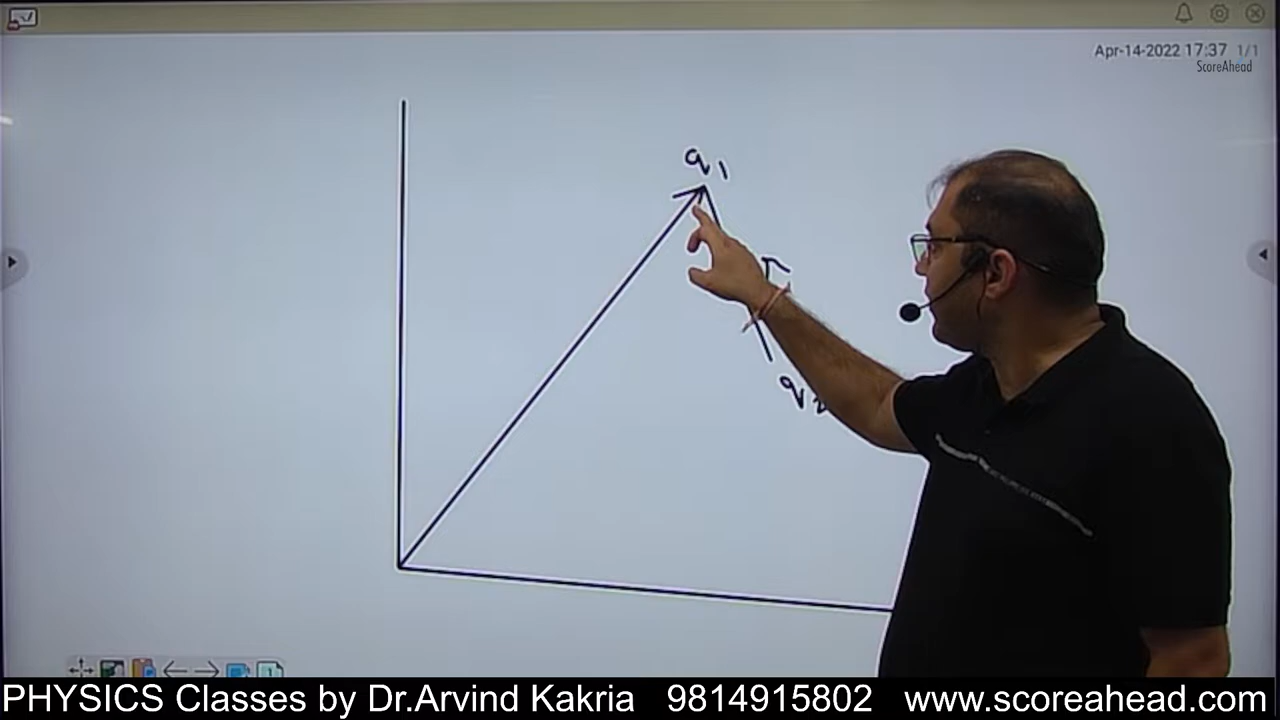 Apr-14-2022 17:37 1/1
ScoreAhead
q1
r
q2
PHYSICS Classes by Dr.Arvind Kakria 9814915802 www.scoreahead.com